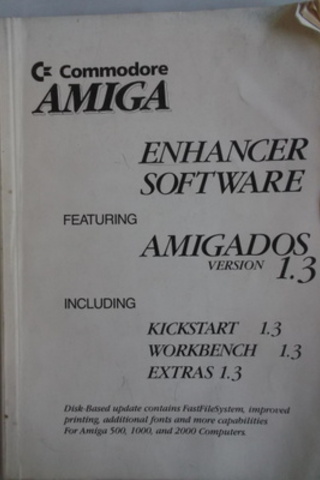 Commodore
AMIGA
ENHANCER
SOFTWARE
FEATURING
AMIGADOS
VERSION 1.3
INCLUDING
KICKSTART 1.3
WORKBENCH 1.3
EXTRAS 1.3
Disk-Based update contains FastFileSystem, improved
printing, additional fonts and more capabilities
For Amiga 500, 1000, and 2000 Computers.